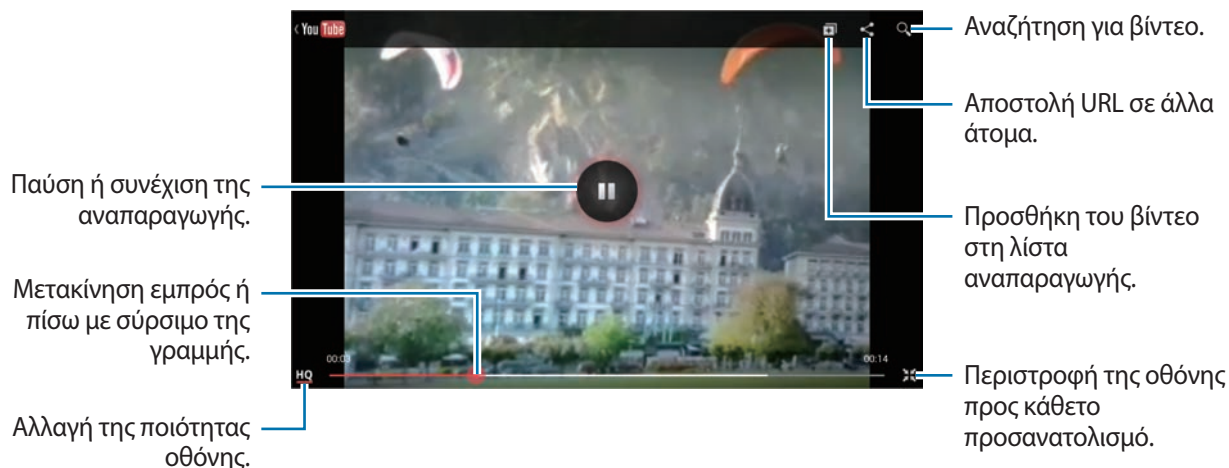 You Tube
Αναζήτηση για βίντεο.
Αποστολή URL σε άλλα
άτομα.
Παύση ή συνέχιση της
αναπαραγωγής.
Προσθήκη του βίντεο
στη λίστα
αναπαραγωγής.
Μετακίνηση εμπρός ή
πίσω με σύρσιμο της
γραμμής.
00:03
00:14
HQ
Περιστροφή της οθόνης
προς κάθετο
προσανατολισμό.
Αλλαγή της ποιότητας
οθόνης.